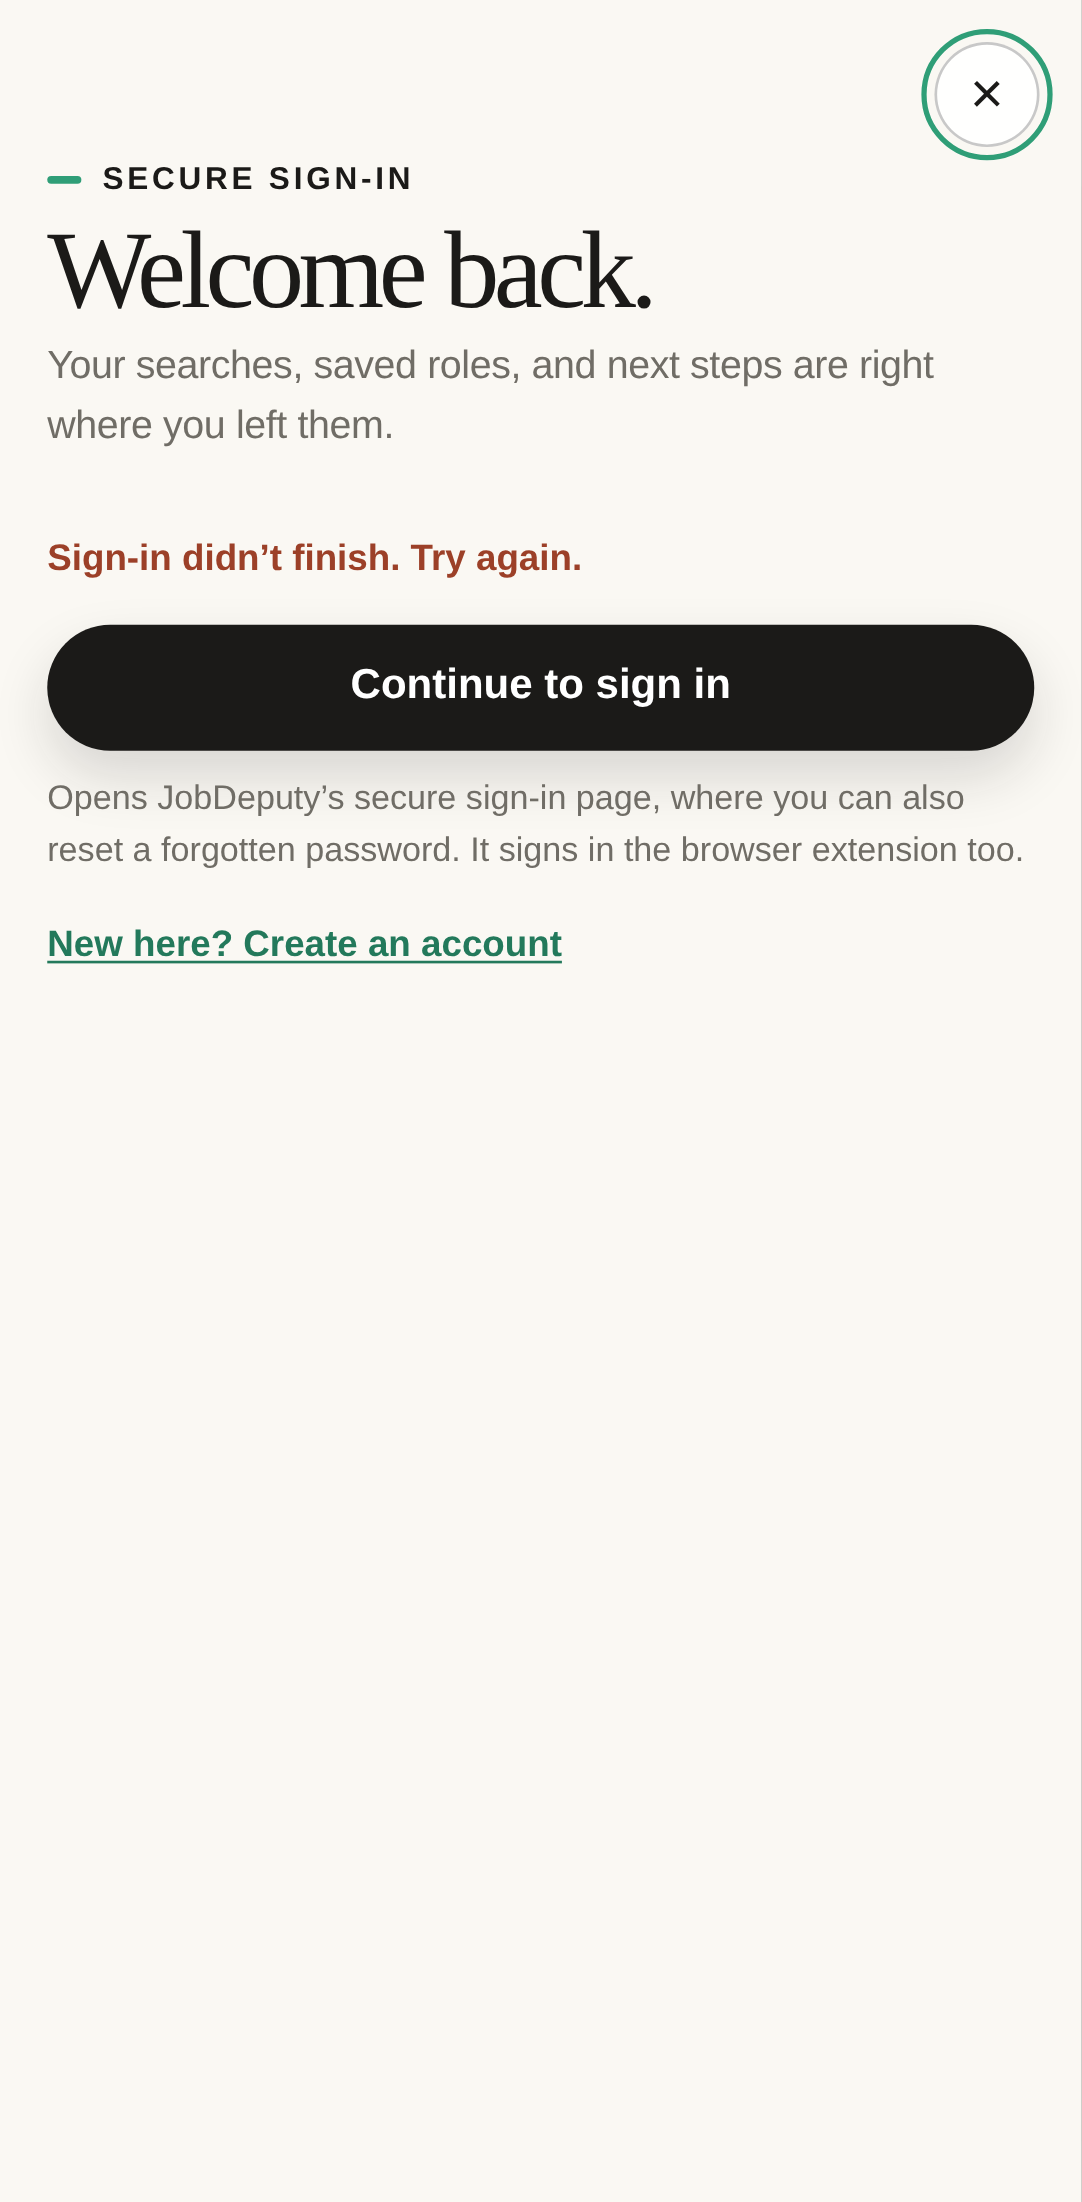 SECURE SIGN-IN
Welcome back.
Your searches, saved roles, and next steps are right
where you left them.
Sign-in didn’t finish. Try again.
Continue to sign in
Opens JobDeputy’s secure sign-in page, where you can also
reset a forgotten password. It signs in the browser extension too.
New here? Create an account